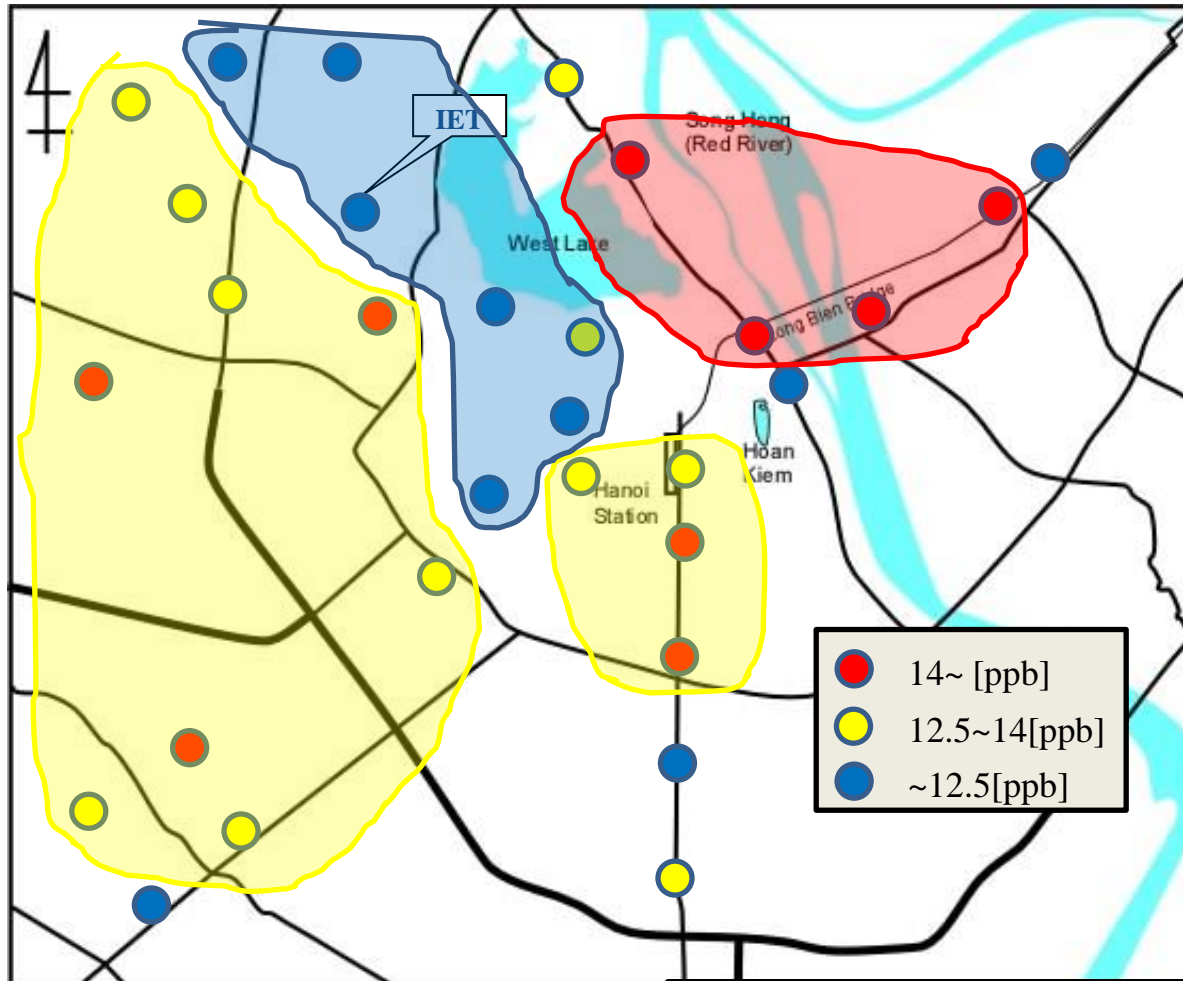 IET
Song Hong
(Red River)
West Lake
Long Bien Bridge
Hoan
Kiem
Hanoi
Station
14~ [ppb]
12.5~14[ppb]
~12.5[ppb]